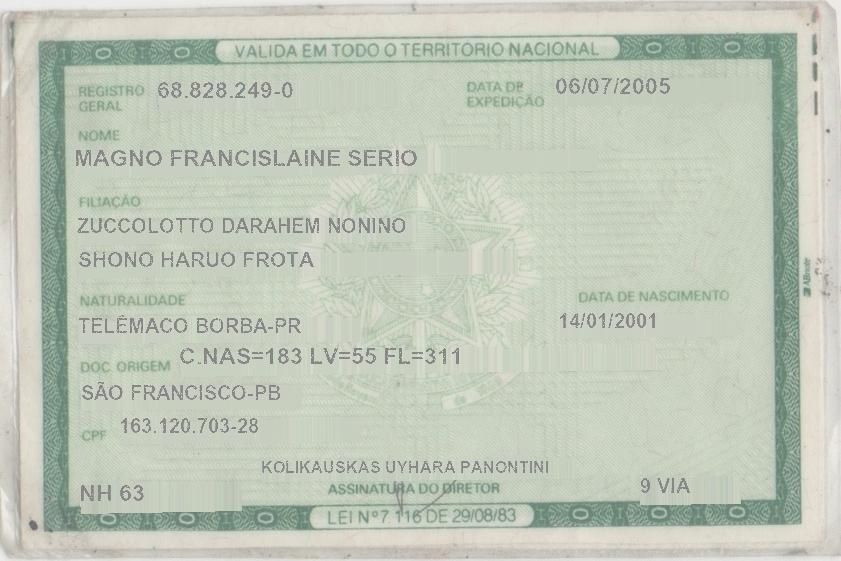 VALIDA EM TODO O TERRITÓRIO NACIONAL
REGISTRO GERAL 68.828.249-0 DATA DE EXPEDIÇÃO 06/07/2005
NOME
MAGNO FRANCISLAINE SERIO
FILIAÇÃO
ZUCCOLOTTO DARAHEM NONINO
SHONO HARUO FROTA
NATURALIDADE DATA DE NASCIMENTO
TELÊMACO BORBA-PR 14/01/2001
DOC. ORIGEM C.NAS=183 LV=55 FL=311
SÃO FRANCISCO-PB
CPF 163.120.703-28
KOLIKAUSKAS UYHARA PANONTINI
NH 63 ASSINATURA DO DIRETOR 9 VIA
LEI Nº 7.116 DE 29/08/83
ABnote